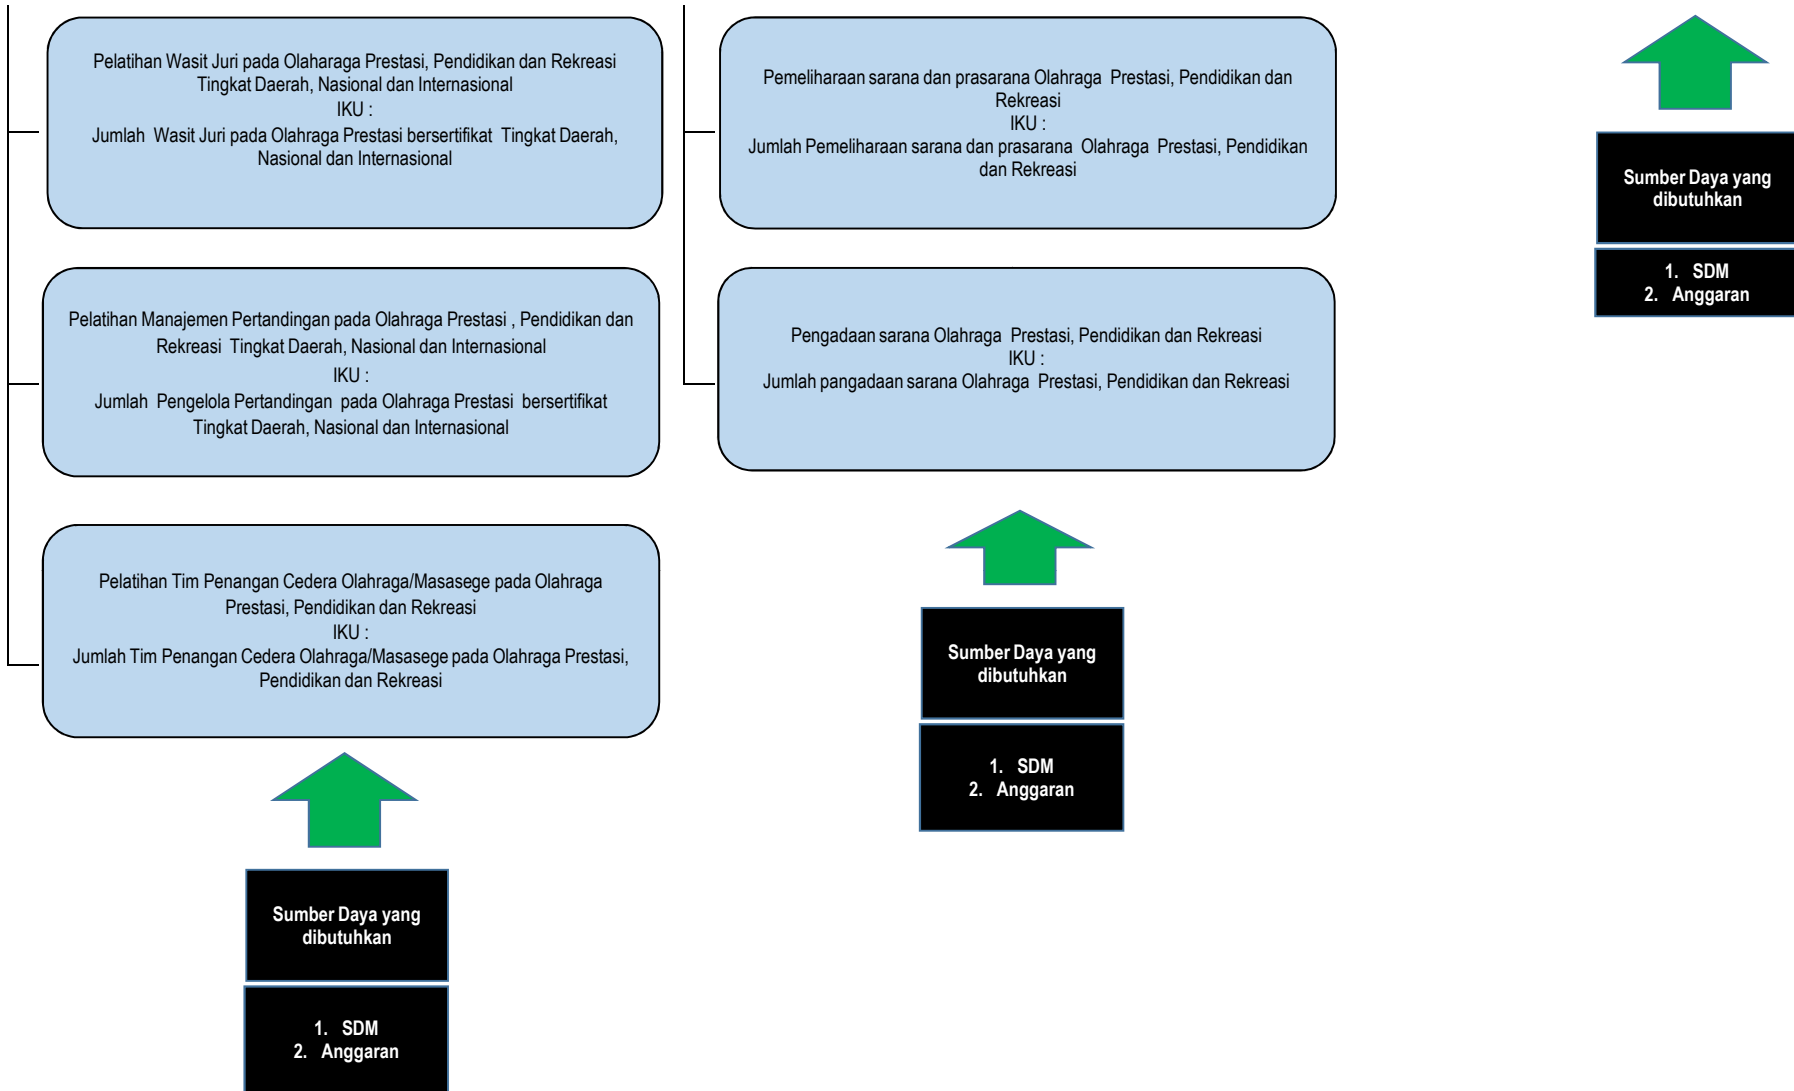 Pelatihan Wasit Juri pada Olaharaga Prestasi, Pendidikan dan Rekreasi
Tingkat Daerah, Nasional dan Internasional
IKU :
Jumlah Wasit Juri pada Olahraga Prestasi bersertifikat Tingkat Daerah,
Nasional dan Internasional
Pelatihan Manajemen Pertandingan pada Olahraga Prestasi , Pendidikan dan
Rekreasi Tingkat Daerah, Nasional dan Internasional
IKU :
Jumlah Pengelola Pertandingan pada Olahraga Prestasi bersertifikat
Tingkat Daerah, Nasional dan Internasional
Pelatihan Tim Penangan Cedera Olahraga/Masasege pada Olahraga
Prestasi, Pendidikan dan Rekreasi
IKU :
Jumlah Tim Penangan Cedera Olahraga/Masasege pada Olahraga Prestasi,
Pendidikan dan Rekreasi
Sumber Daya yang
dibutuhkan
1. SDM
2. Anggaran
Pemeliharaan sarana dan prasarana Olahraga Prestasi, Pendidikan dan
Rekreasi
IKU :
Jumlah Pemeliharaan sarana dan prasarana Olahraga Prestasi, Pendidikan
dan Rekreasi
Pengadaan sarana Olahraga Prestasi, Pendidikan dan Rekreasi
IKU :
Jumlah pangadaan sarana Olahraga Prestasi, Pendidikan dan Rekreasi
Sumber Daya yang
dibutuhkan
1. SDM
2. Anggaran
Sumber Daya yang
dibutuhkan
1. SDM
2. Anggaran